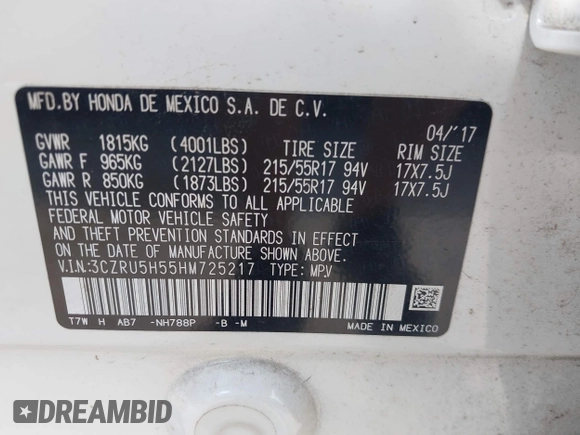 MFD.BY HONDA DE MEXICO S.A. DE C.V.
04/'17
GVWR 1815KG (4001LBS) TIRE SIZE RIM SIZE
GAWR F 965KG (2127LBS) 215/55R17 94V 17X7.5J
GAWR R 850KG (1873LBS) 215/55R17 94V 17X7.5J
THIS VEHICLE CONFORMS TO ALL APPLICABLE
FEDERAL MOTOR VEHICLE SAFETY
AND THEFT PREVENTION STANDARDS IN EFFECT
ON THE DATE OF MANUFACTURE SHOWN ABOVE.
V.I.N:3CZRU5H55HM725217 TYPE: MPV
T7W H AB7 -NH788P -B -M
MADE IN MEXICO
DREAMBID